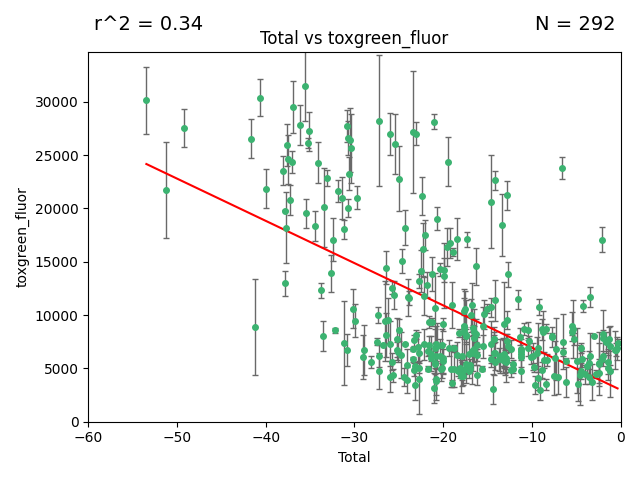 r^2 = 0.34
N = 292
Total vs toxgreen_fluor
toxgreen_fluor
30000
25000
20000
15000
10000
5000
0
−60
−50
−40
−30
−20
−10
0
Total